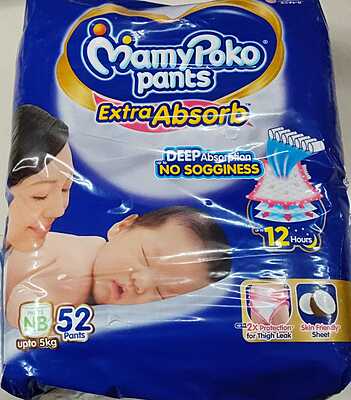 MamyPoko
pants
Extra Absorb
DEEP Absorption
NO SOGGINESS
12 Hours
NB
52
Pants
upto 5kg
2X Protection
for Thigh Leak
Skin Friendly
Sheet